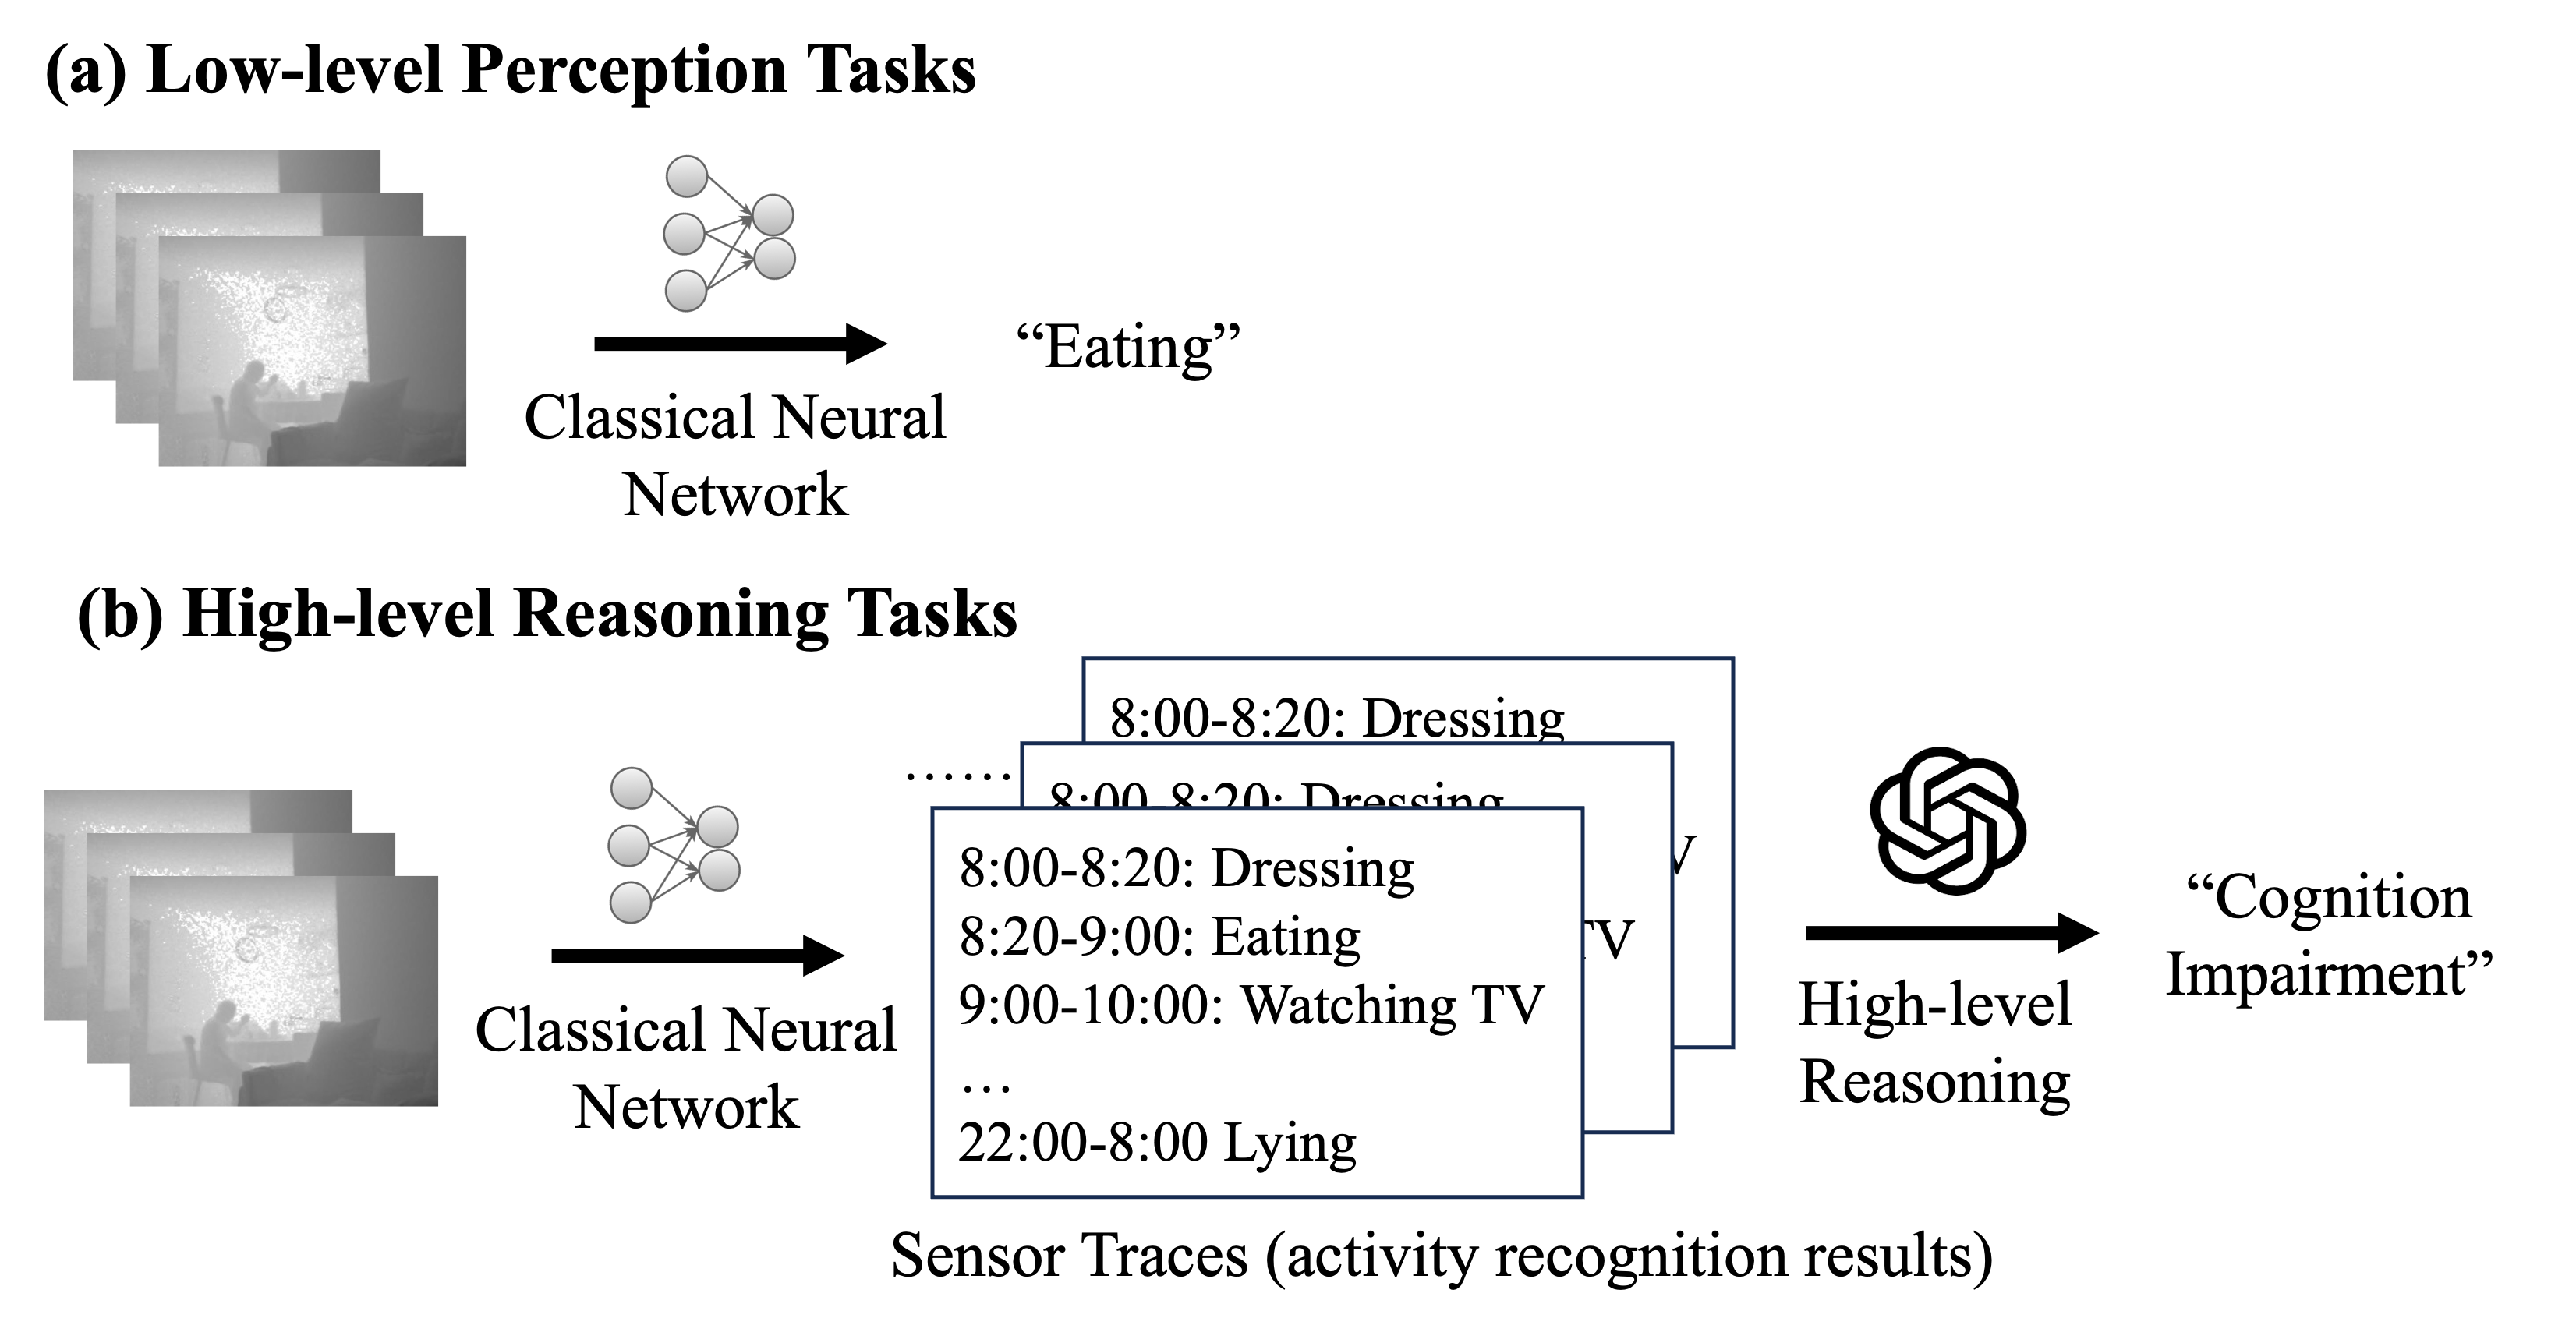 (a) Low-level Perception Tasks
“Eating”
Classical Neural
Network
(b) High-level Reasoning Tasks
8:00-8:20: Dressing
……
8:00-8:20: Dressing
V
TV
8:00-8:20: Dressing
8:20-9:00: Eating
9:00-10:00: Watching TV
…
22:00-8:00 Lying
Classical Neural
Network
High-level
Reasoning
“Cognition
Impairment”
Sensor Traces (activity recognition results)